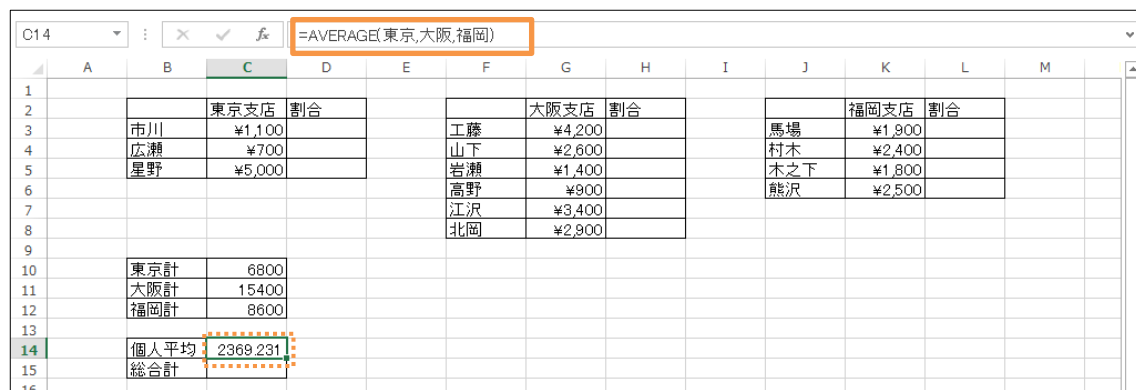 C14 fx =AVERAGE(東京,大阪,福岡)
A B C D E F G H I J K L M
1
2 東京支店 割合 大阪支店 割合 福岡支店 割合
3 市川 ¥1,100 工藤 ¥4,200 馬場 ¥1,900
4 広瀬 ¥700 山下 ¥2,600 村木 ¥2,400
5 星野 ¥5,000 岩瀬 ¥1,400 木之下 ¥1,800
6 高野 ¥900 熊沢 ¥2,500
7 江沢 ¥3,400
8 北岡 ¥2,900
9
10 東京計 6800
11 大阪計 15400
12 福岡計 8600
13
14 個人平均 2369.231
15 総合計
16